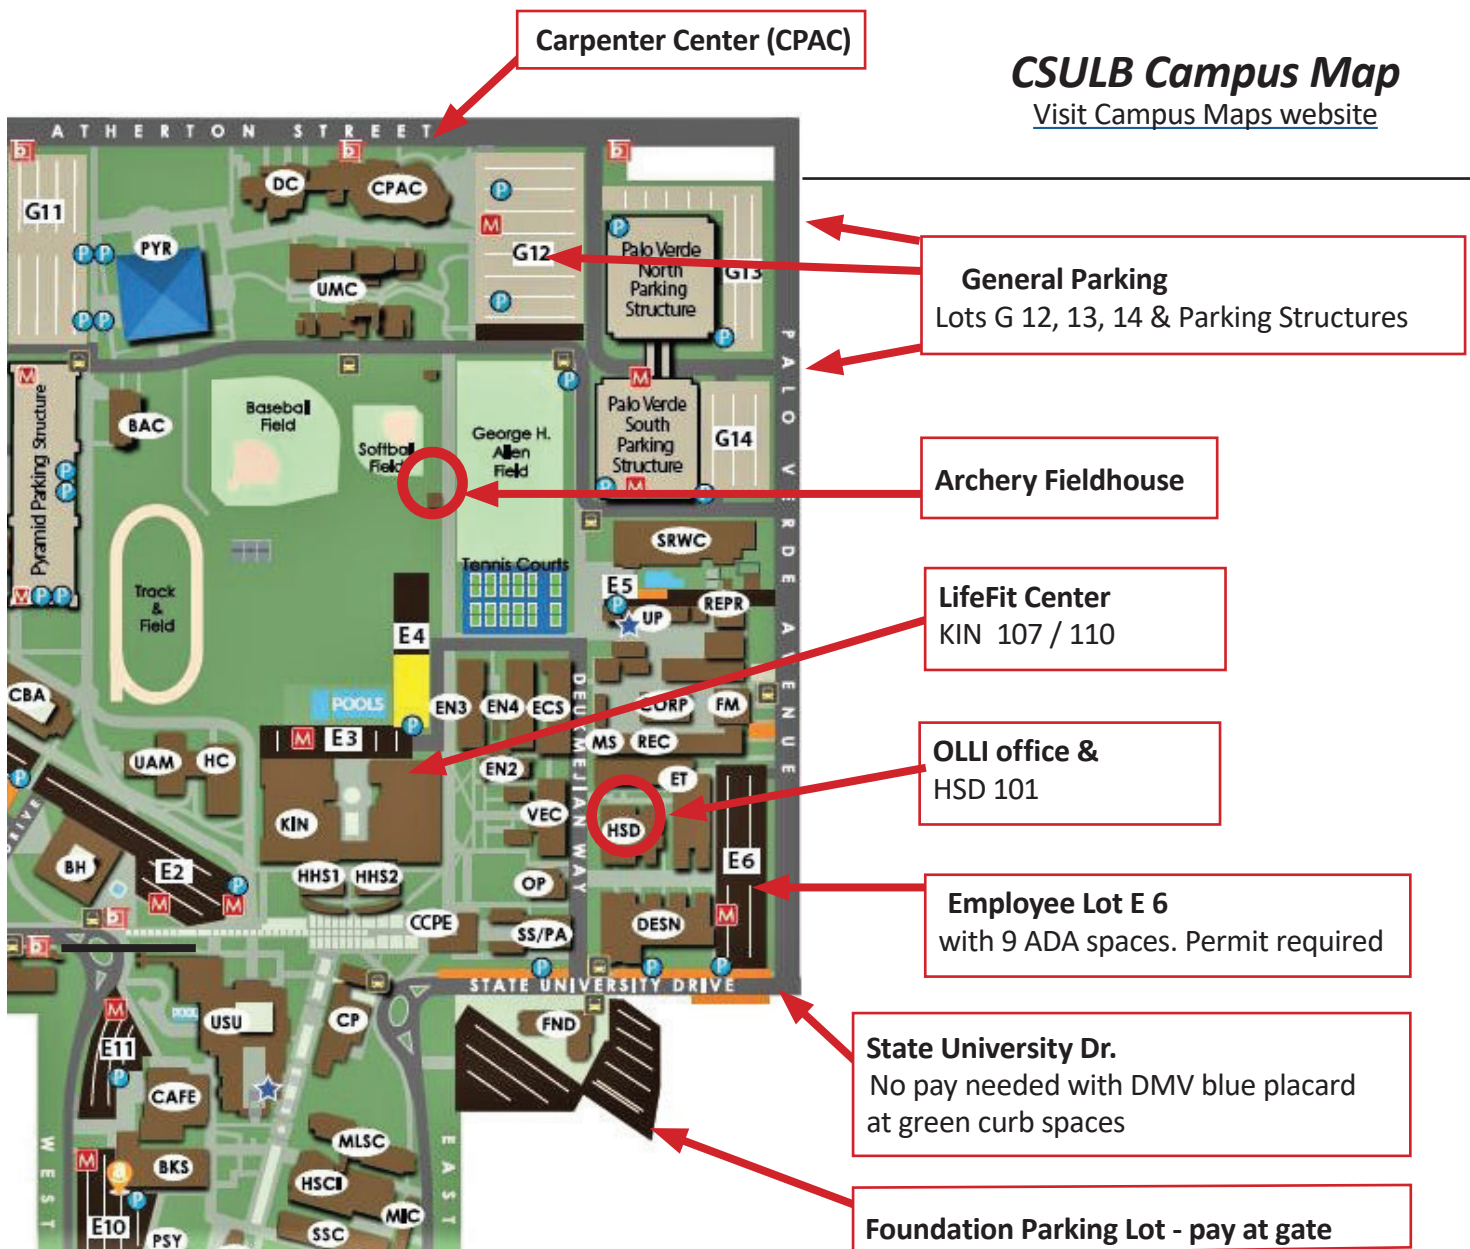 Carpenter Center (CPAC)
CSULB Campus Map
Visit Campus Maps website
ATHERTON STREET
DC
CPAC
G11
PYR
G12
UMC
Palo Verde
North
Parking
Structure
G13
General Parking
Lots G 12, 13, 14 & Parking Structures
PALO VERDE AVENUE
Pyramid Parking Structure
BAC
Baseball
Field
Softball
Field
George H.
Allen
Field
Palo Verde
South
Parking
Structure
G14
Archery Fieldhouse
SRWC
Tennis Courts
E5
UP
REPR
Track
&
Field
E4
LifeFit Center
KIN 107 / 110
CBA
POOLS
EN3
EN4
ECS
DEUKMEJIAN WAY
CORP
FM
E3
MS
REC
UAM
HC
EN2
ET
OLLI office &
HSD 101
KIN
VEC
HSD
DRIVE
BH
E2
HHS1
HHS2
OP
E6
Employee Lot E 6
with 9 ADA spaces. Permit required
CCPE
SS/PA
DESN
STATE UNIVERSITY DRIVE
POOL
USU
CP
FND
State University Dr.
No pay needed with DMV blue placard
at green curb spaces
E11
CAFE
WEST
EAST
MLSC
BKS
HSCI
MIC
E10
PSY
SSC
Foundation Parking Lot - pay at gate